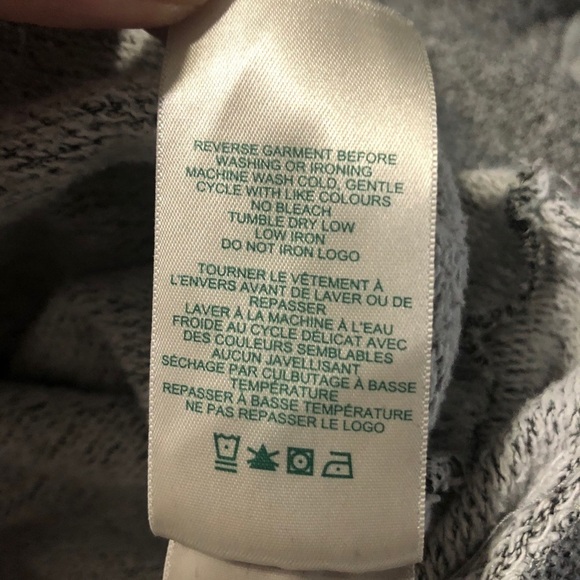 REVERSE GARMENT BEFORE
WASHING OR IRONING
MACHINE WASH COLD, GENTLE
CYCLE WITH LIKE COLOURS
NO BLEACH
TUMBLE DRY LOW
LOW IRON
DO NOT IRON LOGO
TOURNER LE VÊTEMENT À
L'ENVERS AVANT DE LAVER OU DE
REPASSER
LAVER À LA MACHINE À L'EAU
FROIDE AU CYCLE DÉLICAT AVEC
DES COULEURS SEMBLABLES
AUCUN JAVELLISANT
SÉCHAGE PAR CULBUTAGE À BASSE
TEMPÉRATURE
REPASSER À BASSE TEMPÉRATURE
NE PAS REPASSER LE LOGO